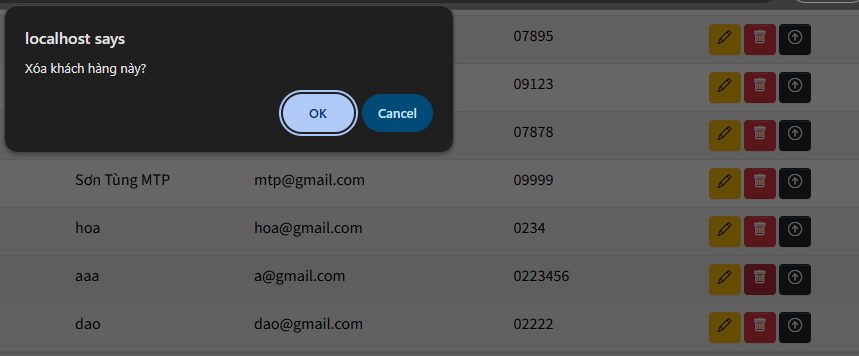 localhost says
Xóa khách hàng này?
OK Cancel
07895
09123
07878
Sơn Tùng MTP mtp@gmail.com 09999
hoa hoa@gmail.com 0234
aaa a@gmail.com 0223456
dao dao@gmail.com 02222